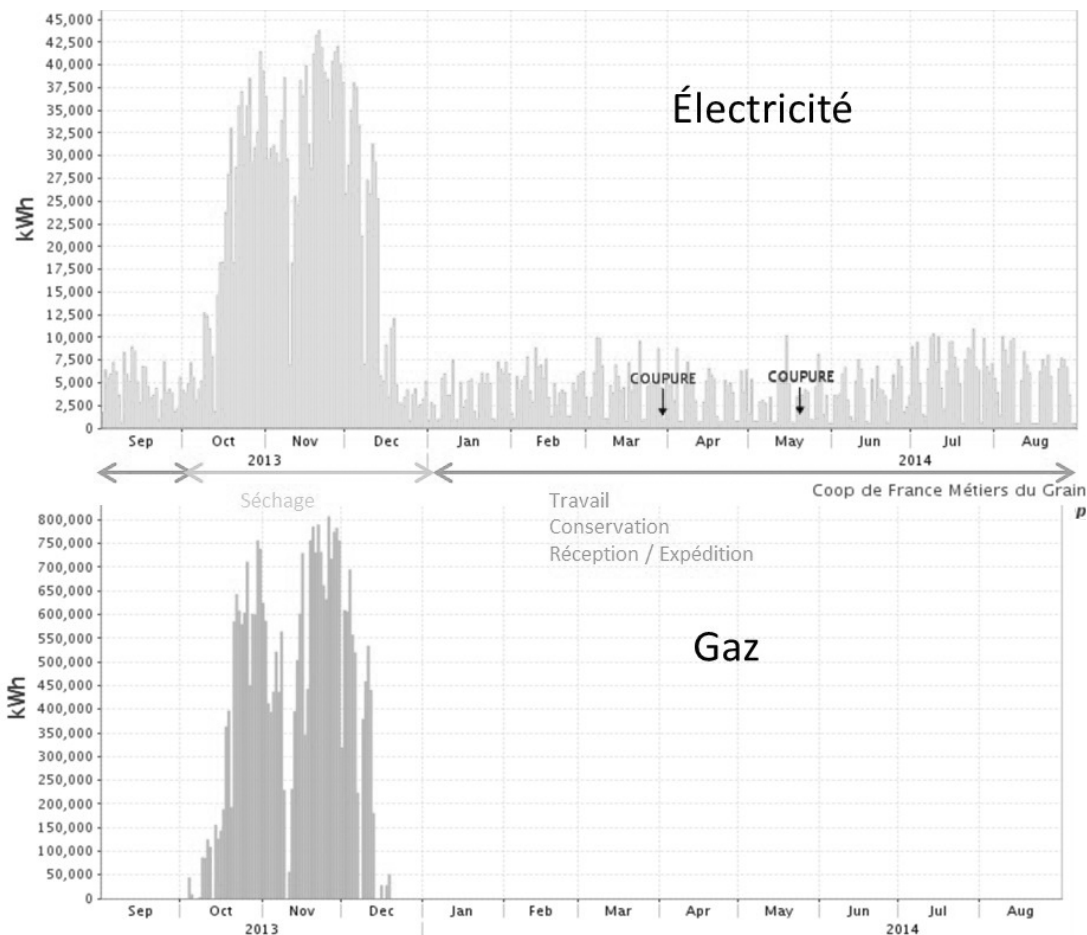 45,000
42,500
40,000
37,500
35,000
32,500
30,000
27,500
25,000
22,500
20,000
17,500
15,000
12,500
10,000
7,500
5,000
2,500
0
kWh
Électricité
COUPURE
COUPURE
Sep Oct Nov Dec Jan Feb Mar Apr May Jun Jul Aug
2013 2014
Séchage
Travail
Conservation
Réception / Expédition
Coop de France Métiers du Grain
p
800,000
750,000
700,000
650,000
600,000
550,000
500,000
450,000
400,000
350,000
300,000
250,000
200,000
150,000
100,000
50,000
0
kWh
Gaz
Sep Oct Nov Dec Jan Feb Mar Apr May Jun Jul Aug
2013 2014